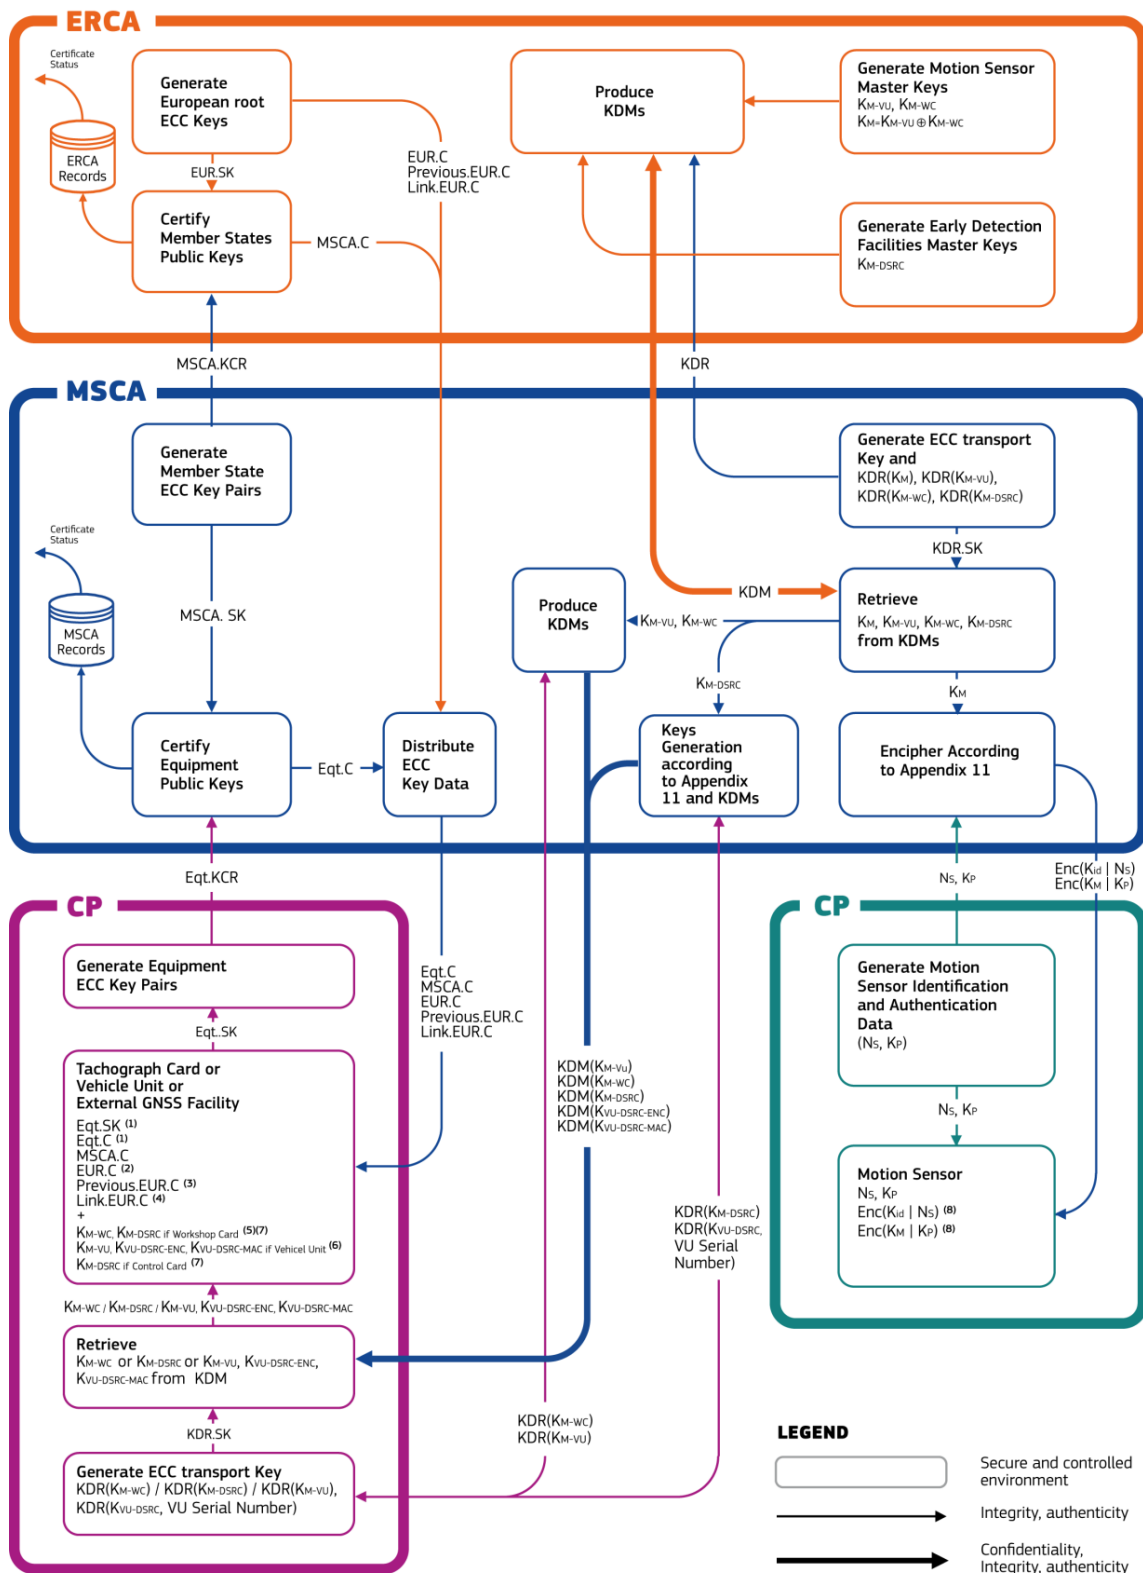 ERCA
Certificate
Status
ERCA
Records
Generate
European root
ECC Keys
EUR.SK
Certify
Member States
Public Keys
MSCA.C
EUR.C
Previous.EUR.C
Link.EUR.C
Produce
KDMs
Generate Motion Sensor
Master Keys
KM-VU, KM-WC
KM=KM-VU⊕KM-WC
Generate Early Detection
Facilities Master Keys
KM-DSRC
MSCA.KCR
KDR
MSCA
Generate
Member State
ECC Key Pairs
Certificate
Status
MSCA
Records
MSCA. SK
Certify
Equipment
Public Keys
Eqt.C
Distribute
ECC
Key Data
Produce
KDMs
KM-VU, KM-WC
KDM
KM-DSRC
Keys
Generation
according
to Appendix
11 and KDMs
Generate ECC transport
Key and
KDR(KM), KDR(KM-VU),
KDR(KM-WC), KDR(KM-DSRC)
KDR.SK
Retrieve
KM, KM-VU, KM-WC, KM-DSRC
from KDMs
KM
Encipher According
to Appendix 11
Eqt.KCR
NS, KP
Enc(Kid | NS)
Enc(KM | KP)
CP
Generate Equipment
ECC Key Pairs
Eqt.SK
Tachograph Card or
Vehicle Unit or
External GNSS Facility
Eqt.SK (1)
Eqt.C (1)
MSCA.C
EUR.C (2)
Previous.EUR.C (3)
Link.EUR.C (4)
+
KM-WC, KM-DSRC if Workshop Card (5)(7)
KM-VU, KVU-DSRC-ENC, KVU-DSRC-MAC if Vehicel Unit (6)
KM-DSRC if Control Card (7)
KM-WC / KM-DSRC / KM-VU, KVU-DSRC-ENC, KVU-DSRC-MAC
Retrieve
KM-WC or KM-DSRC or KM-VU, KVU-DSRC-ENC,
KVU-DSRC-MAC from KDM
KDR.SK
Generate ECC transport Key
KDR(KM-WC) / KDR(KM-DSRC) / KDR(KM-VU),
KDR(KVU-DSRC, VU Serial Number)
Eqt.C
MSCA.C
EUR.C
Previous.EUR.C
Link.EUR.C
KDM(KM-Vu)
KDM(KM-WC)
KDM(KM-DSRC)
KDM(KVU-DSRC-ENC)
KDM(KVU-DSRC-MAC)
KDR(KM-DSRC)
KDR(KVU-DSRC,
VU Serial
Number)
KDR(KM-WC)
KDR(KM-VU)
CP
Generate Motion
Sensor Identification
and Authentication
Data
(NS, KP)
NS, KP
Motion Sensor
NS, KP
Enc(Kid | NS) (8)
Enc(KM | KP) (8)
LEGEND
Secure and controlled
environment
Integrity, authenticity
Confidentiality,
Integrity, authenticity